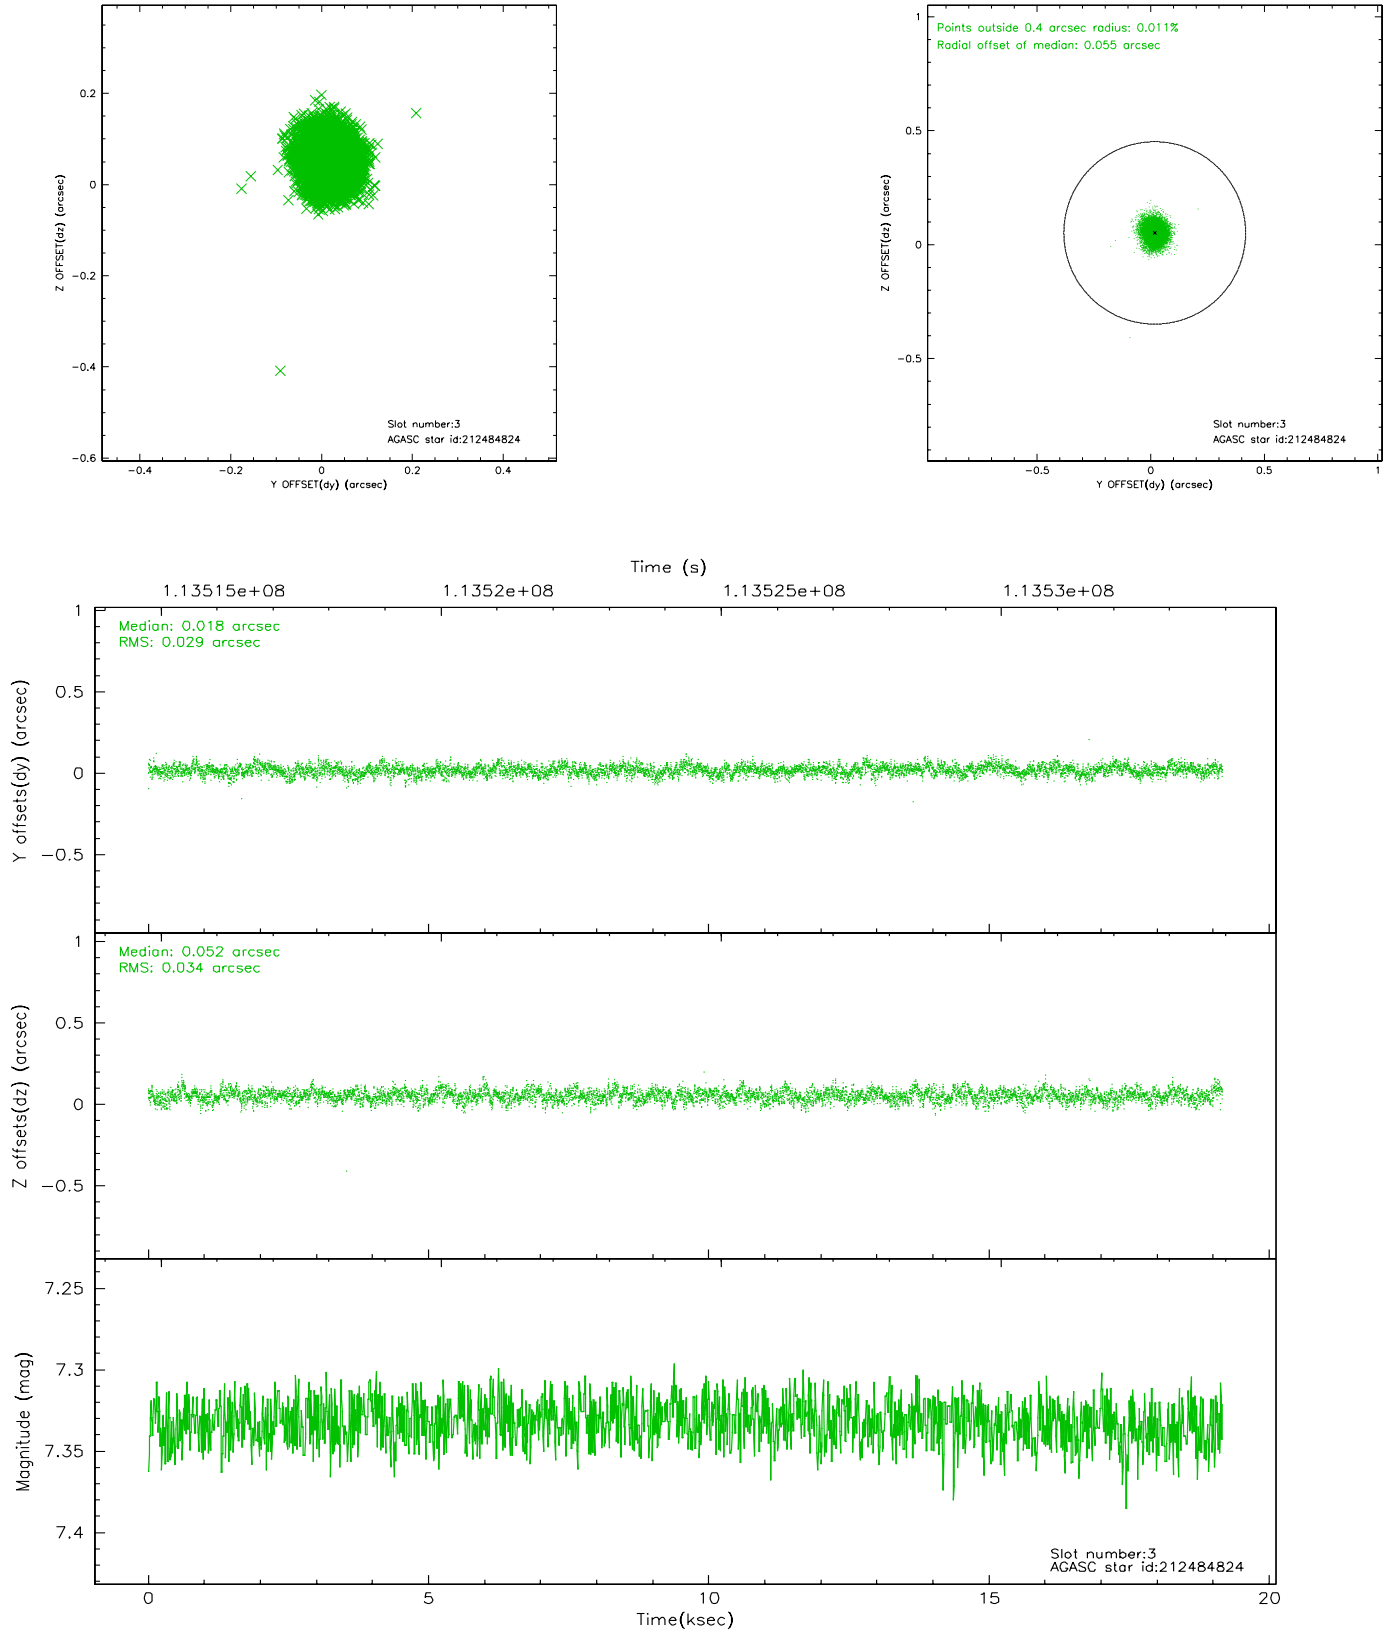 0.2
0
-0.2
-0.4
-0.6
Z OFFSET(dz) (arcsec)
Slot number:3
AGASC star id:212484824
-0.4 -0.2 0 0.2 0.4
Y OFFSET(dy) (arcsec)
Points outside 0.4 arcsec radius: 0.011%
Radial offset of median: 0.055 arcsec
1
0.5
0
-0.5
Z OFFSET(dz) (arcsec)
Slot number:3
AGASC star id:212484824
-0.5 0 0.5 1
Y OFFSET(dy) (arcsec)
Time (s)
1.13515e+08 1.1352e+08 1.13525e+08 1.1353e+08
Median: 0.018 arcsec
RMS: 0.029 arcsec
1
0.5
0
-0.5
Y offsets(dy) (arcsec)
Median: 0.052 arcsec
RMS: 0.034 arcsec
1
0.5
0
-0.5
Z offsets(dz) (arcsec)
7.25
7.3
7.35
7.4
Magnitude (mag)
Slot number:3
AGASC star id:212484824
0 5 10 15 20
Time(ksec)